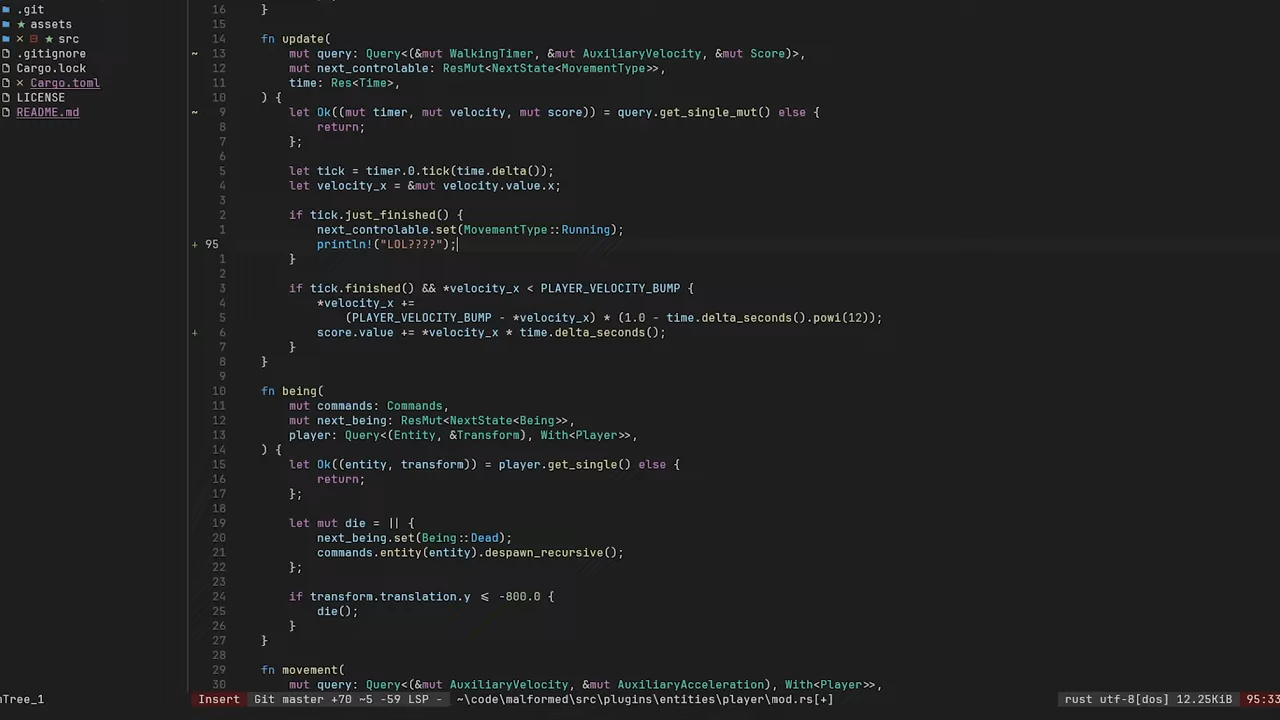 .git
★ assets
× ★ src
.gitignore
Cargo.lock
× Cargo.toml
LICENSE
README.md
16 }
15
14 fn update(
~ 13 mut query: Query<(&mut WalkingTimer, &mut AuxiliaryVelocity, &mut Score)>,
12 mut next_controlable: ResMut<NextState<MovementType>>,
11 time: Res<Time>,
10 ) {
~ 9 let Ok((mut timer, mut velocity, mut score)) = query.get_single_mut() else {
8 return;
7 };
6
5 let tick = timer.0.tick(time.delta());
4 let velocity_x = &mut velocity.value.x;
3
2 if tick.just_finished() {
1 next_controlable.set(MovementType::Running);
+ 95 println!("LOL????");
1 }
2
3 if tick.finished() && *velocity_x < PLAYER_VELOCITY_BUMP {
4 *velocity_x +=
5 (PLAYER_VELOCITY_BUMP - *velocity_x) * (1.0 - time.delta_seconds().powi(12));
+ 6 score.value += *velocity_x * time.delta_seconds();
7 }
8 }
9
10 fn being(
11 mut commands: Commands,
12 mut next_being: ResMut<NextState<Being>>,
13 player: Query<(Entity, &Transform), With<Player>>,
14 ) {
15 let Ok((entity, transform)) = player.get_single() else {
16 return;
17 };
18
19 let mut die = || {
20 next_being.set(Being::Dead);
21 commands.entity(entity).despawn_recursive();
22 };
23
24 if transform.translation.y ≤ -800.0 {
25 die();
26 }
27 }
28
29 fn movement(
30 mut query: Query<(&mut AuxiliaryVelocity, &mut AuxiliaryAcceleration), With<Player>>,
mTree_1 Insert Git master +70 ~5 -59 LSP - ~\code\malformed\src\plugins\entities\player\mod.rs[+] rust utf-8[dos] 12.25KiB 95:33